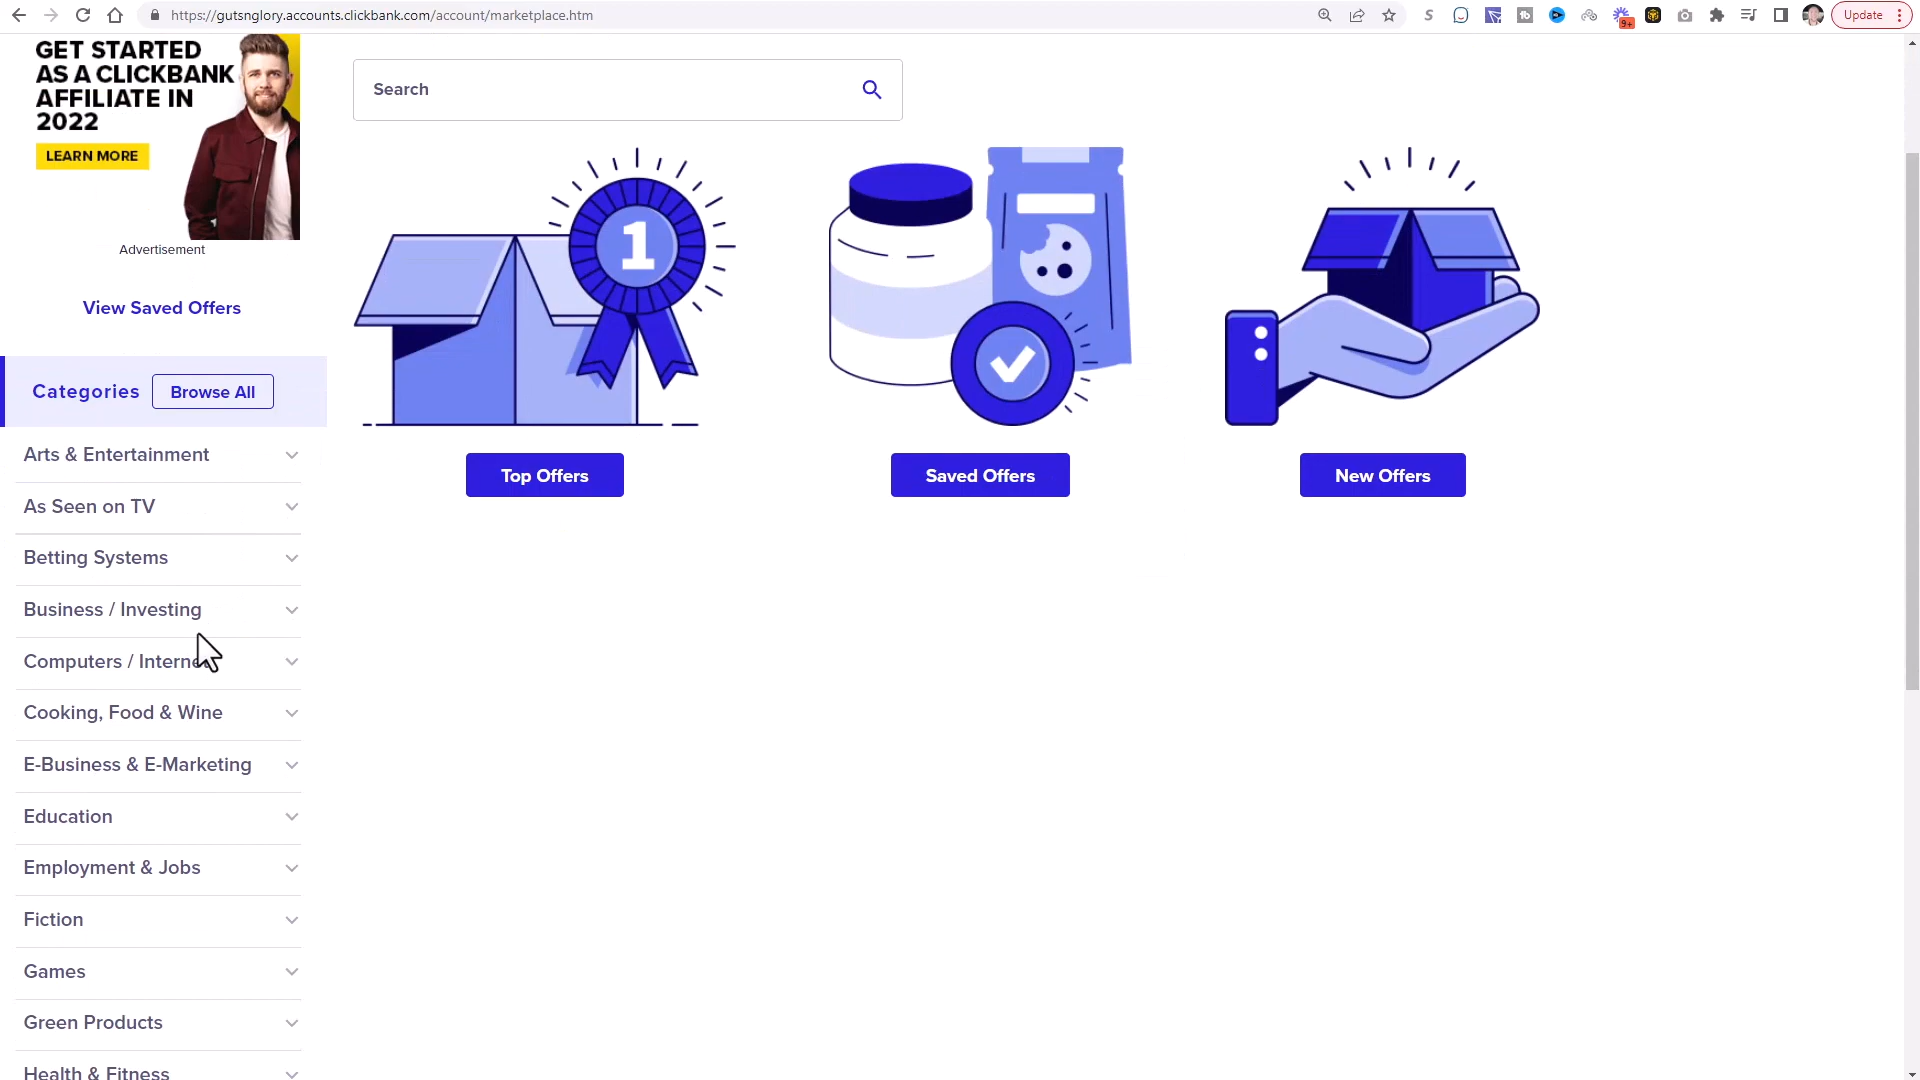 https://gutsnglory.accounts.clickbank.com/account/marketplace.htm
9+
Update
GET STARTED
AS A CLICKBANK
AFFILIATE IN
2022
LEARN MORE
Advertisement
View Saved Offers
Categories
Browse All
Arts & Entertainment
As Seen on TV
Betting Systems
Business / Investing
Computers / Internet
Cooking, Food & Wine
E-Business & E-Marketing
Education
Employment & Jobs
Fiction
Games
Green Products
Health & Fitness
Search
1
Top Offers
Saved Offers
New Offers